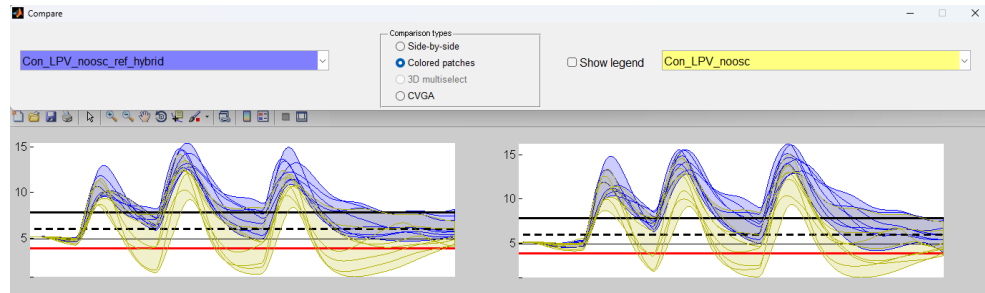 Compare
Comparison types
Side-by-side
Con_LPV_noosc_ref_hybrid
Colored patches
Show legend
Con_LPV_noosc
3D multiselect
CVGA
15
10
5
15
10
5